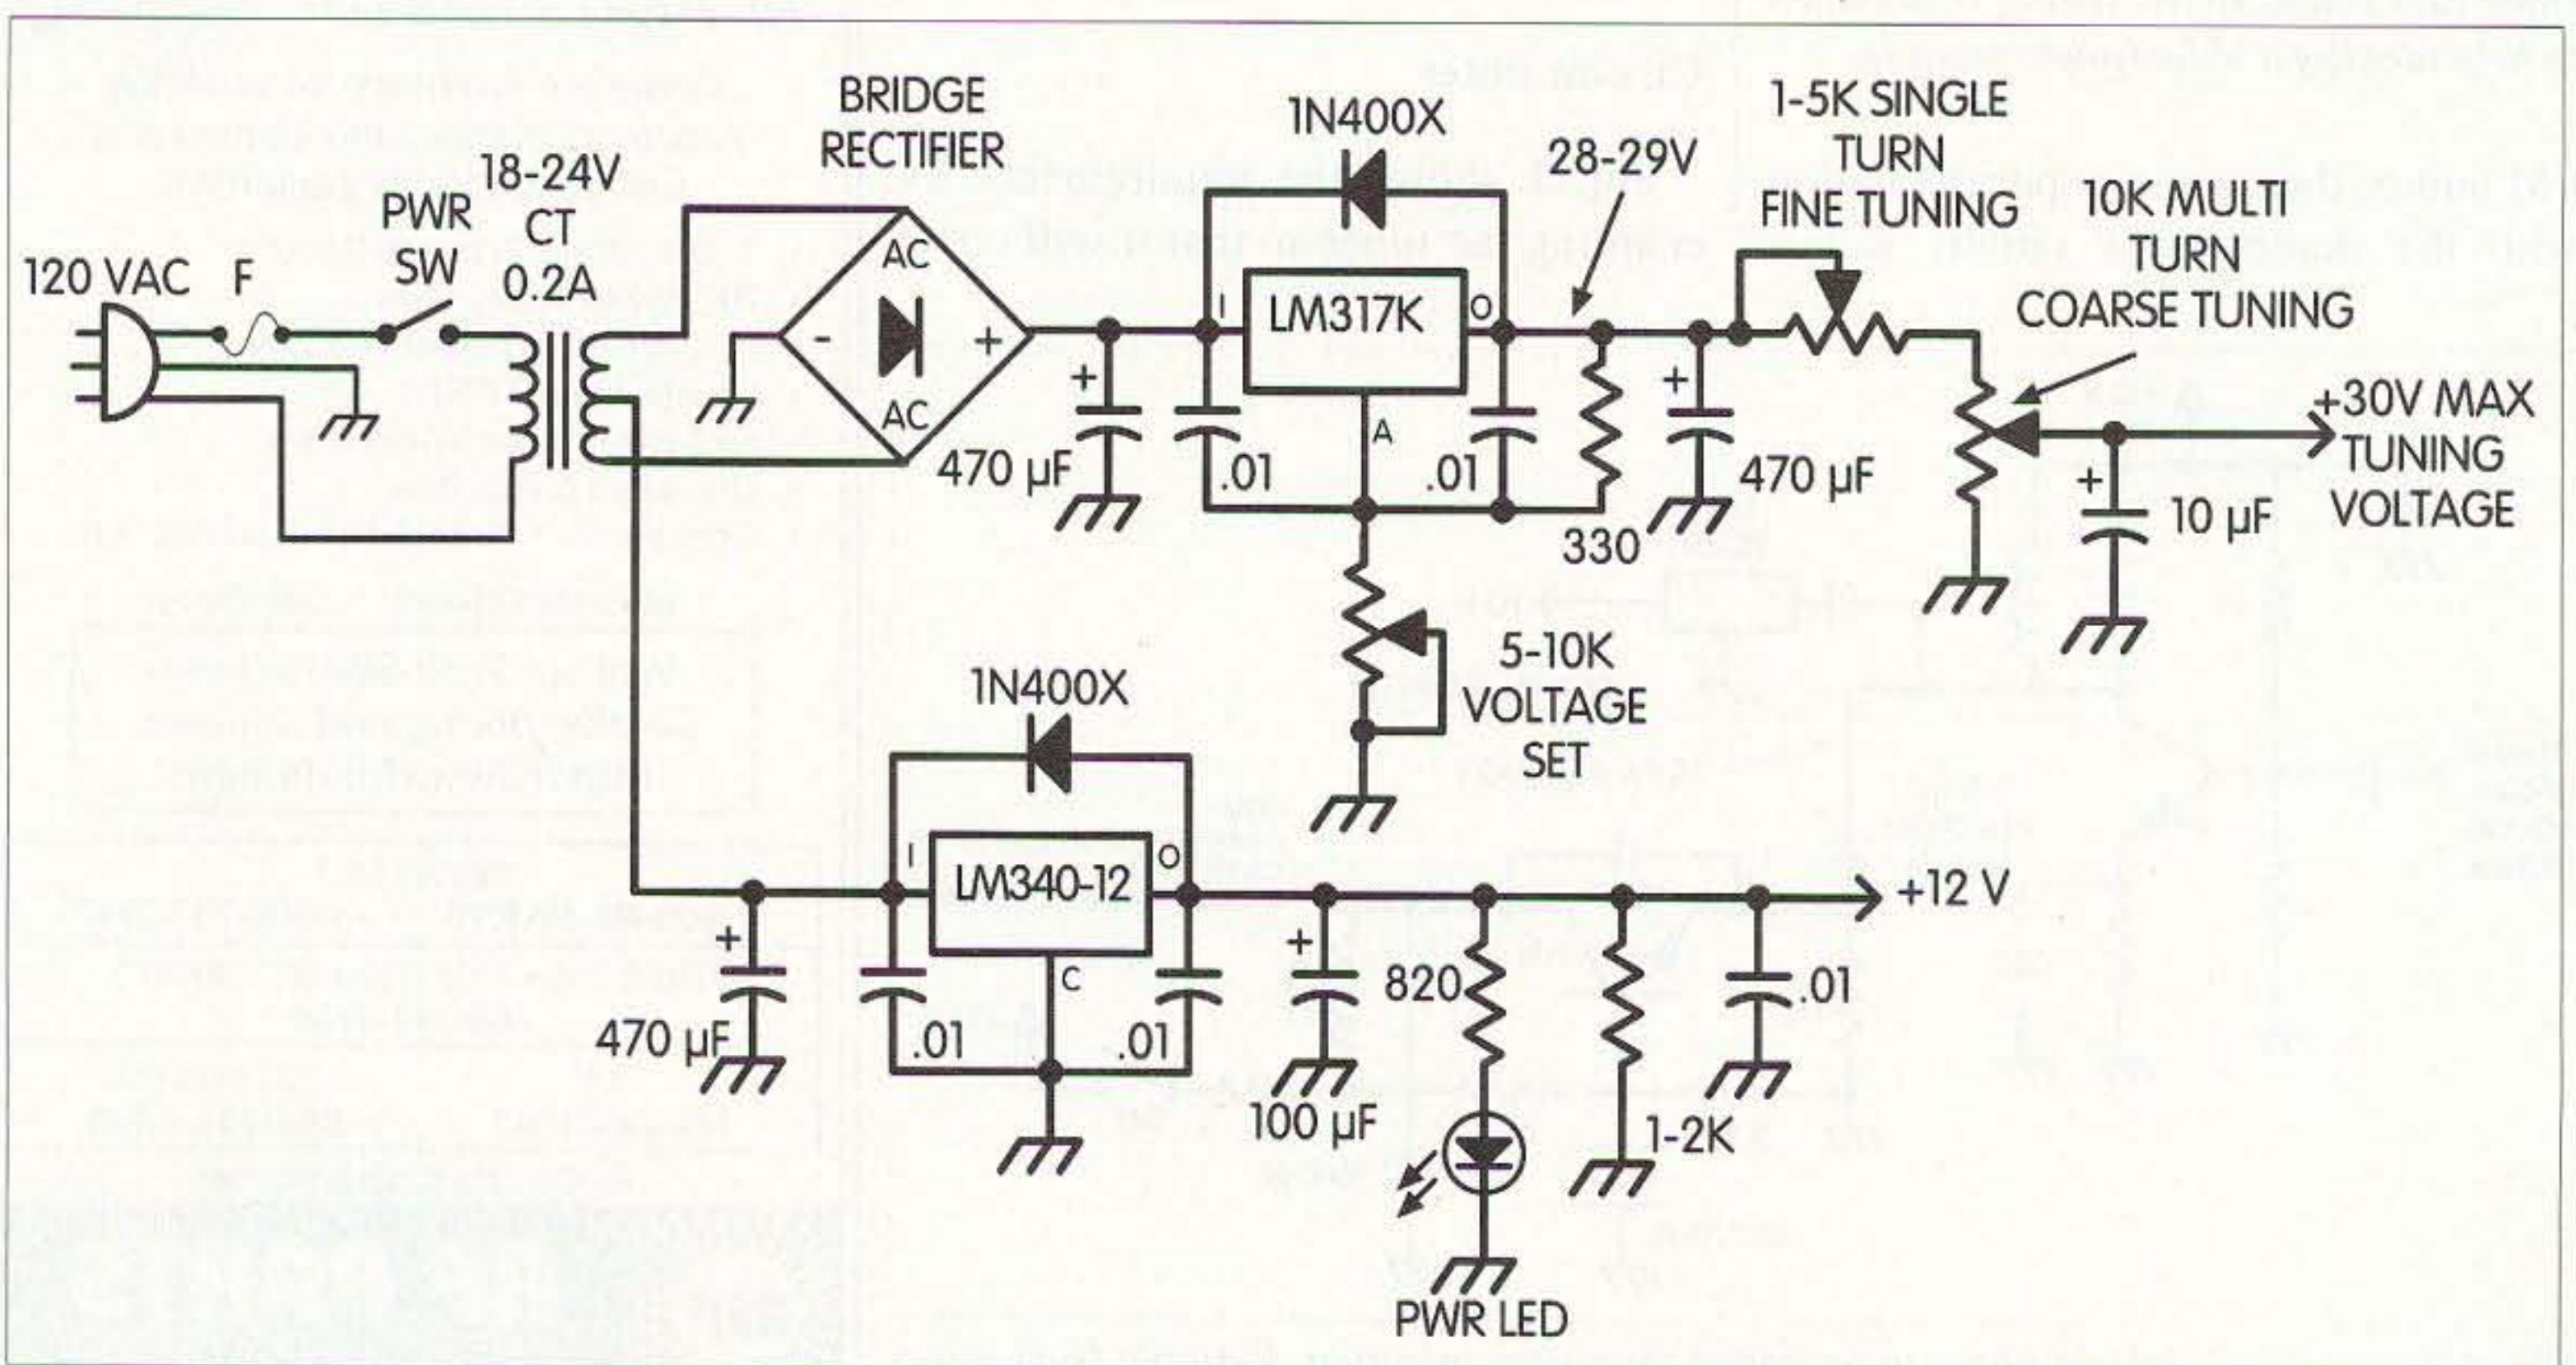 120 VAC
F
PWR
SW
18-24V
CT
0.2A
BRIDGE
RECTIFIER
AC
-
+
AC
+
470 µF
1N400X
I
LM317K
O
A
.01
.01
28-29V
330
+
470 µF
1-5K SINGLE
TURN
FINE TUNING
10K MULTI
TURN
COARSE TUNING
+30V MAX
TUNING
VOLTAGE
+
10 µF
5-10K
VOLTAGE
SET
1N400X
I
LM340-12
O
C
+
470 µF
.01
.01
+
100 µF
820
PWR LED
1-2K
.01
+12 V